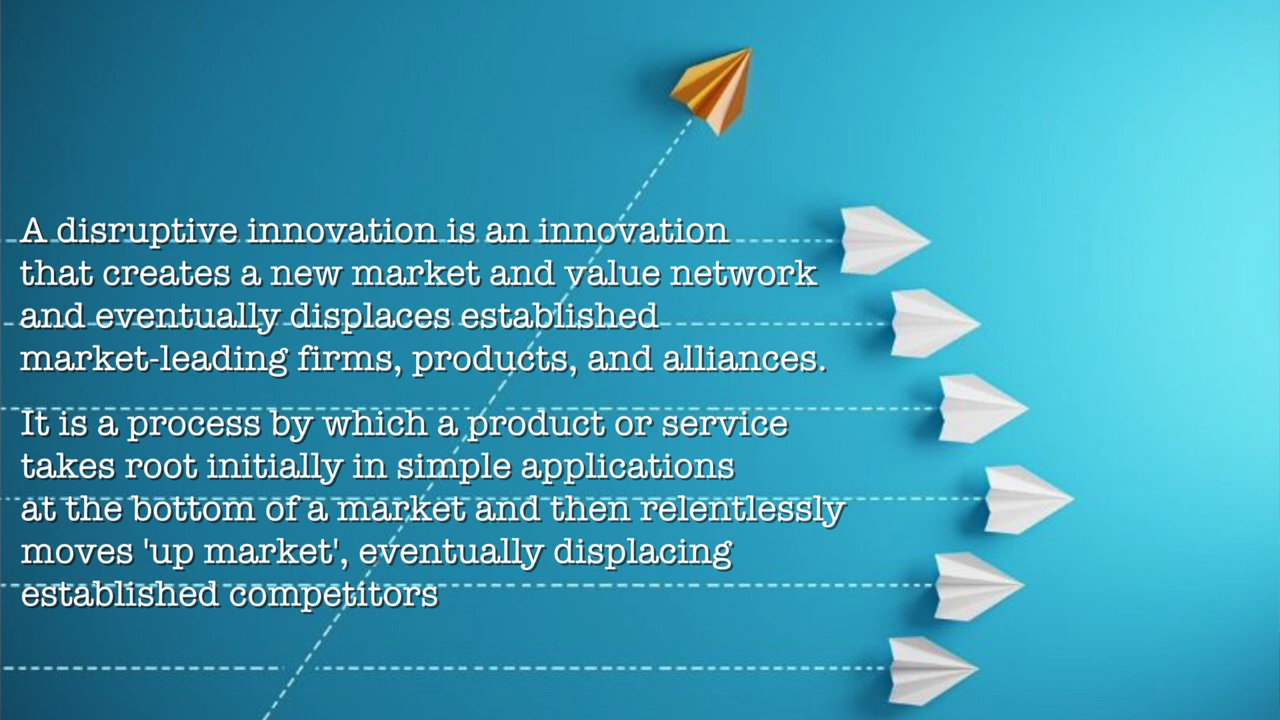 A disruptive innovation is an innovation
that creates a new market and value network
and eventually displaces established
market-leading firms, products, and alliances.
It is a process by which a product or service
takes root initially in simple applications
at the bottom of a market and then relentlessly
moves 'up market', eventually displacing
established competitors